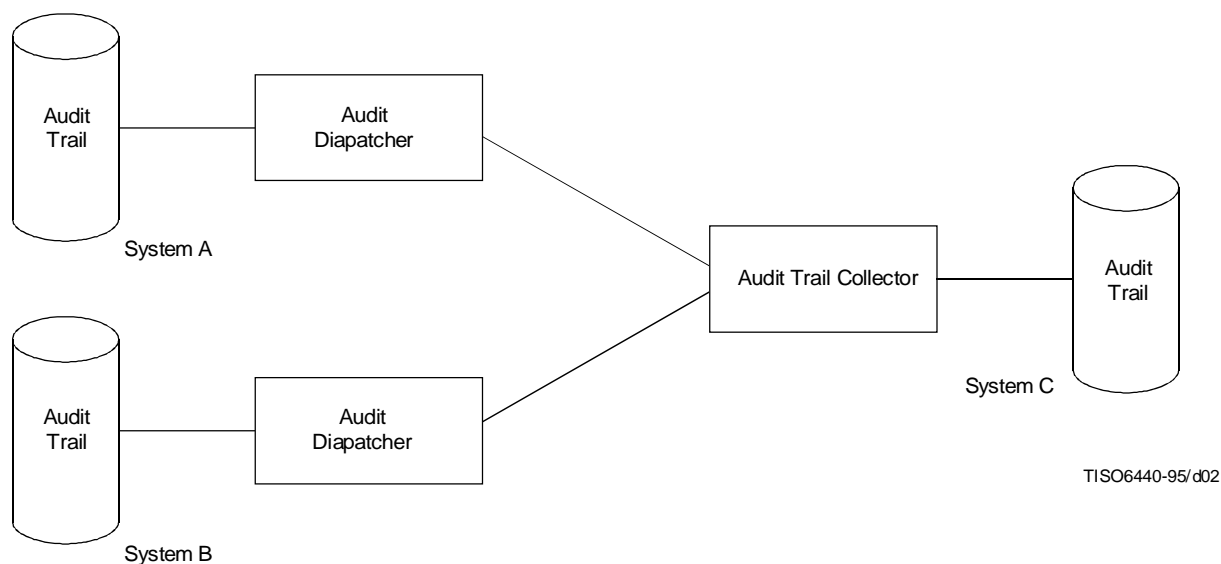 Audit
Trail
Audit
Diapatcher
System A
Audit Trail Collector
Audit
Trail
System C
Audit
Trail
Audit
Diapatcher
System B
TISO6440-95/d02